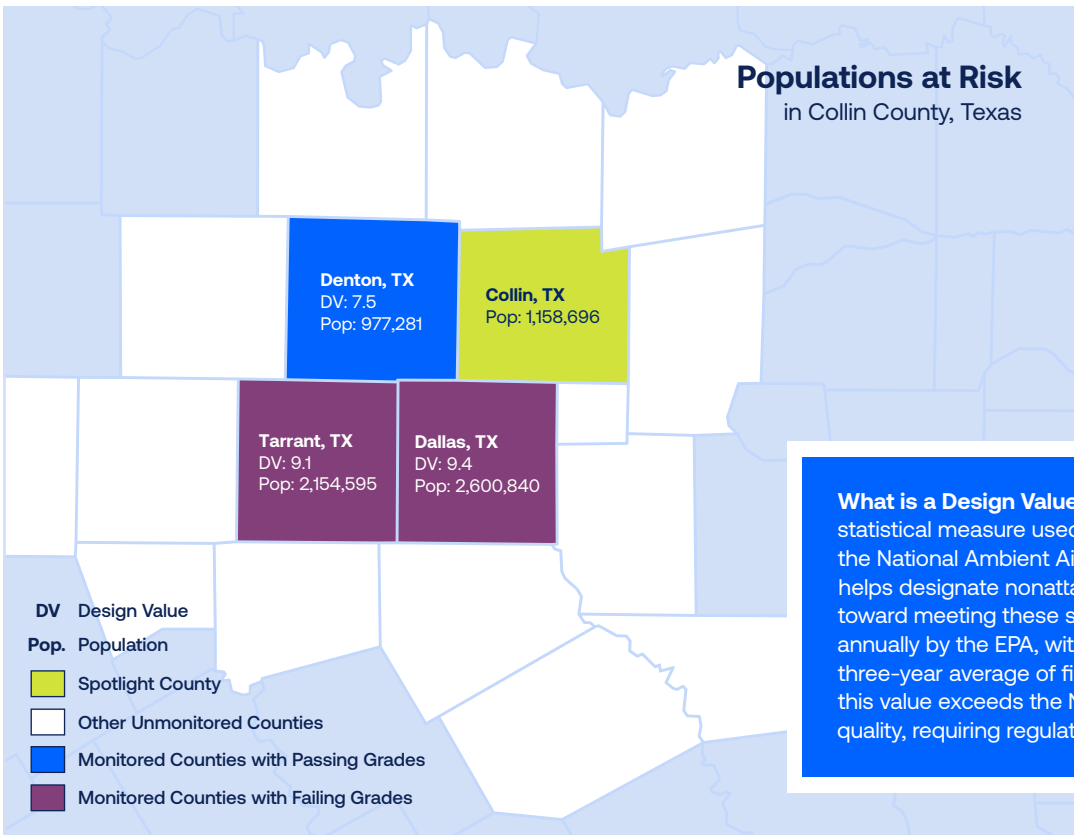 Populations at Risk
in Collin County, Texas
Denton, TX
DV: 7.5
Pop: 977,281
Collin, TX
Pop: 1,158,696
Tarrant, TX
DV: 9.1
Pop: 2,154,595
Dallas, TX
DV: 9.4
Pop: 2,600,840
DV Design Value
Pop. Population
Spotlight County
Other Unmonitored Counties
Monitored Counties with Passing Grades
Monitored Counties with Failing Grades
What is a Design Value
statistical measure used
the National Ambient Ai
helps designate nonatta
toward meeting these s
annually by the EPA, wit
three-year average of fi
this value exceeds the N
quality, requiring regulat